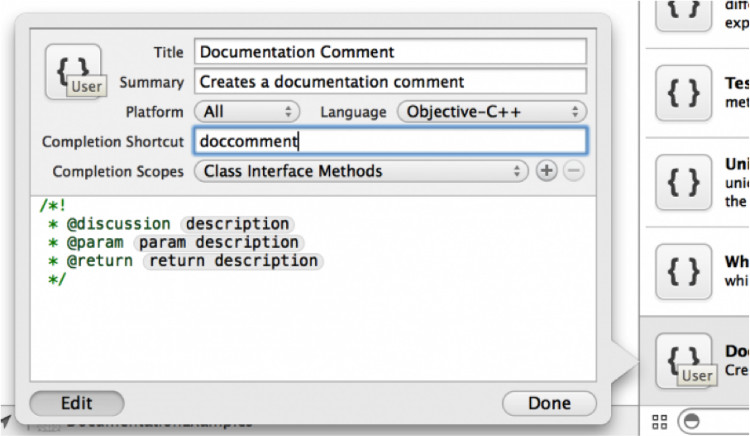 diff
exp
{ }
User
Title Documentation Comment
Summary Creates a documentation comment
Platform All Language Objective-C++
Completion Shortcut doccomment
Completion Scopes Class Interface Methods
/*!
* @discussion description
* @param param description
* @return return description
*/
Edit Done
{ }
{ } Tes
met
{ } Uni
unic
the
{ } Wh
whi
{ } Doc
Cre
User